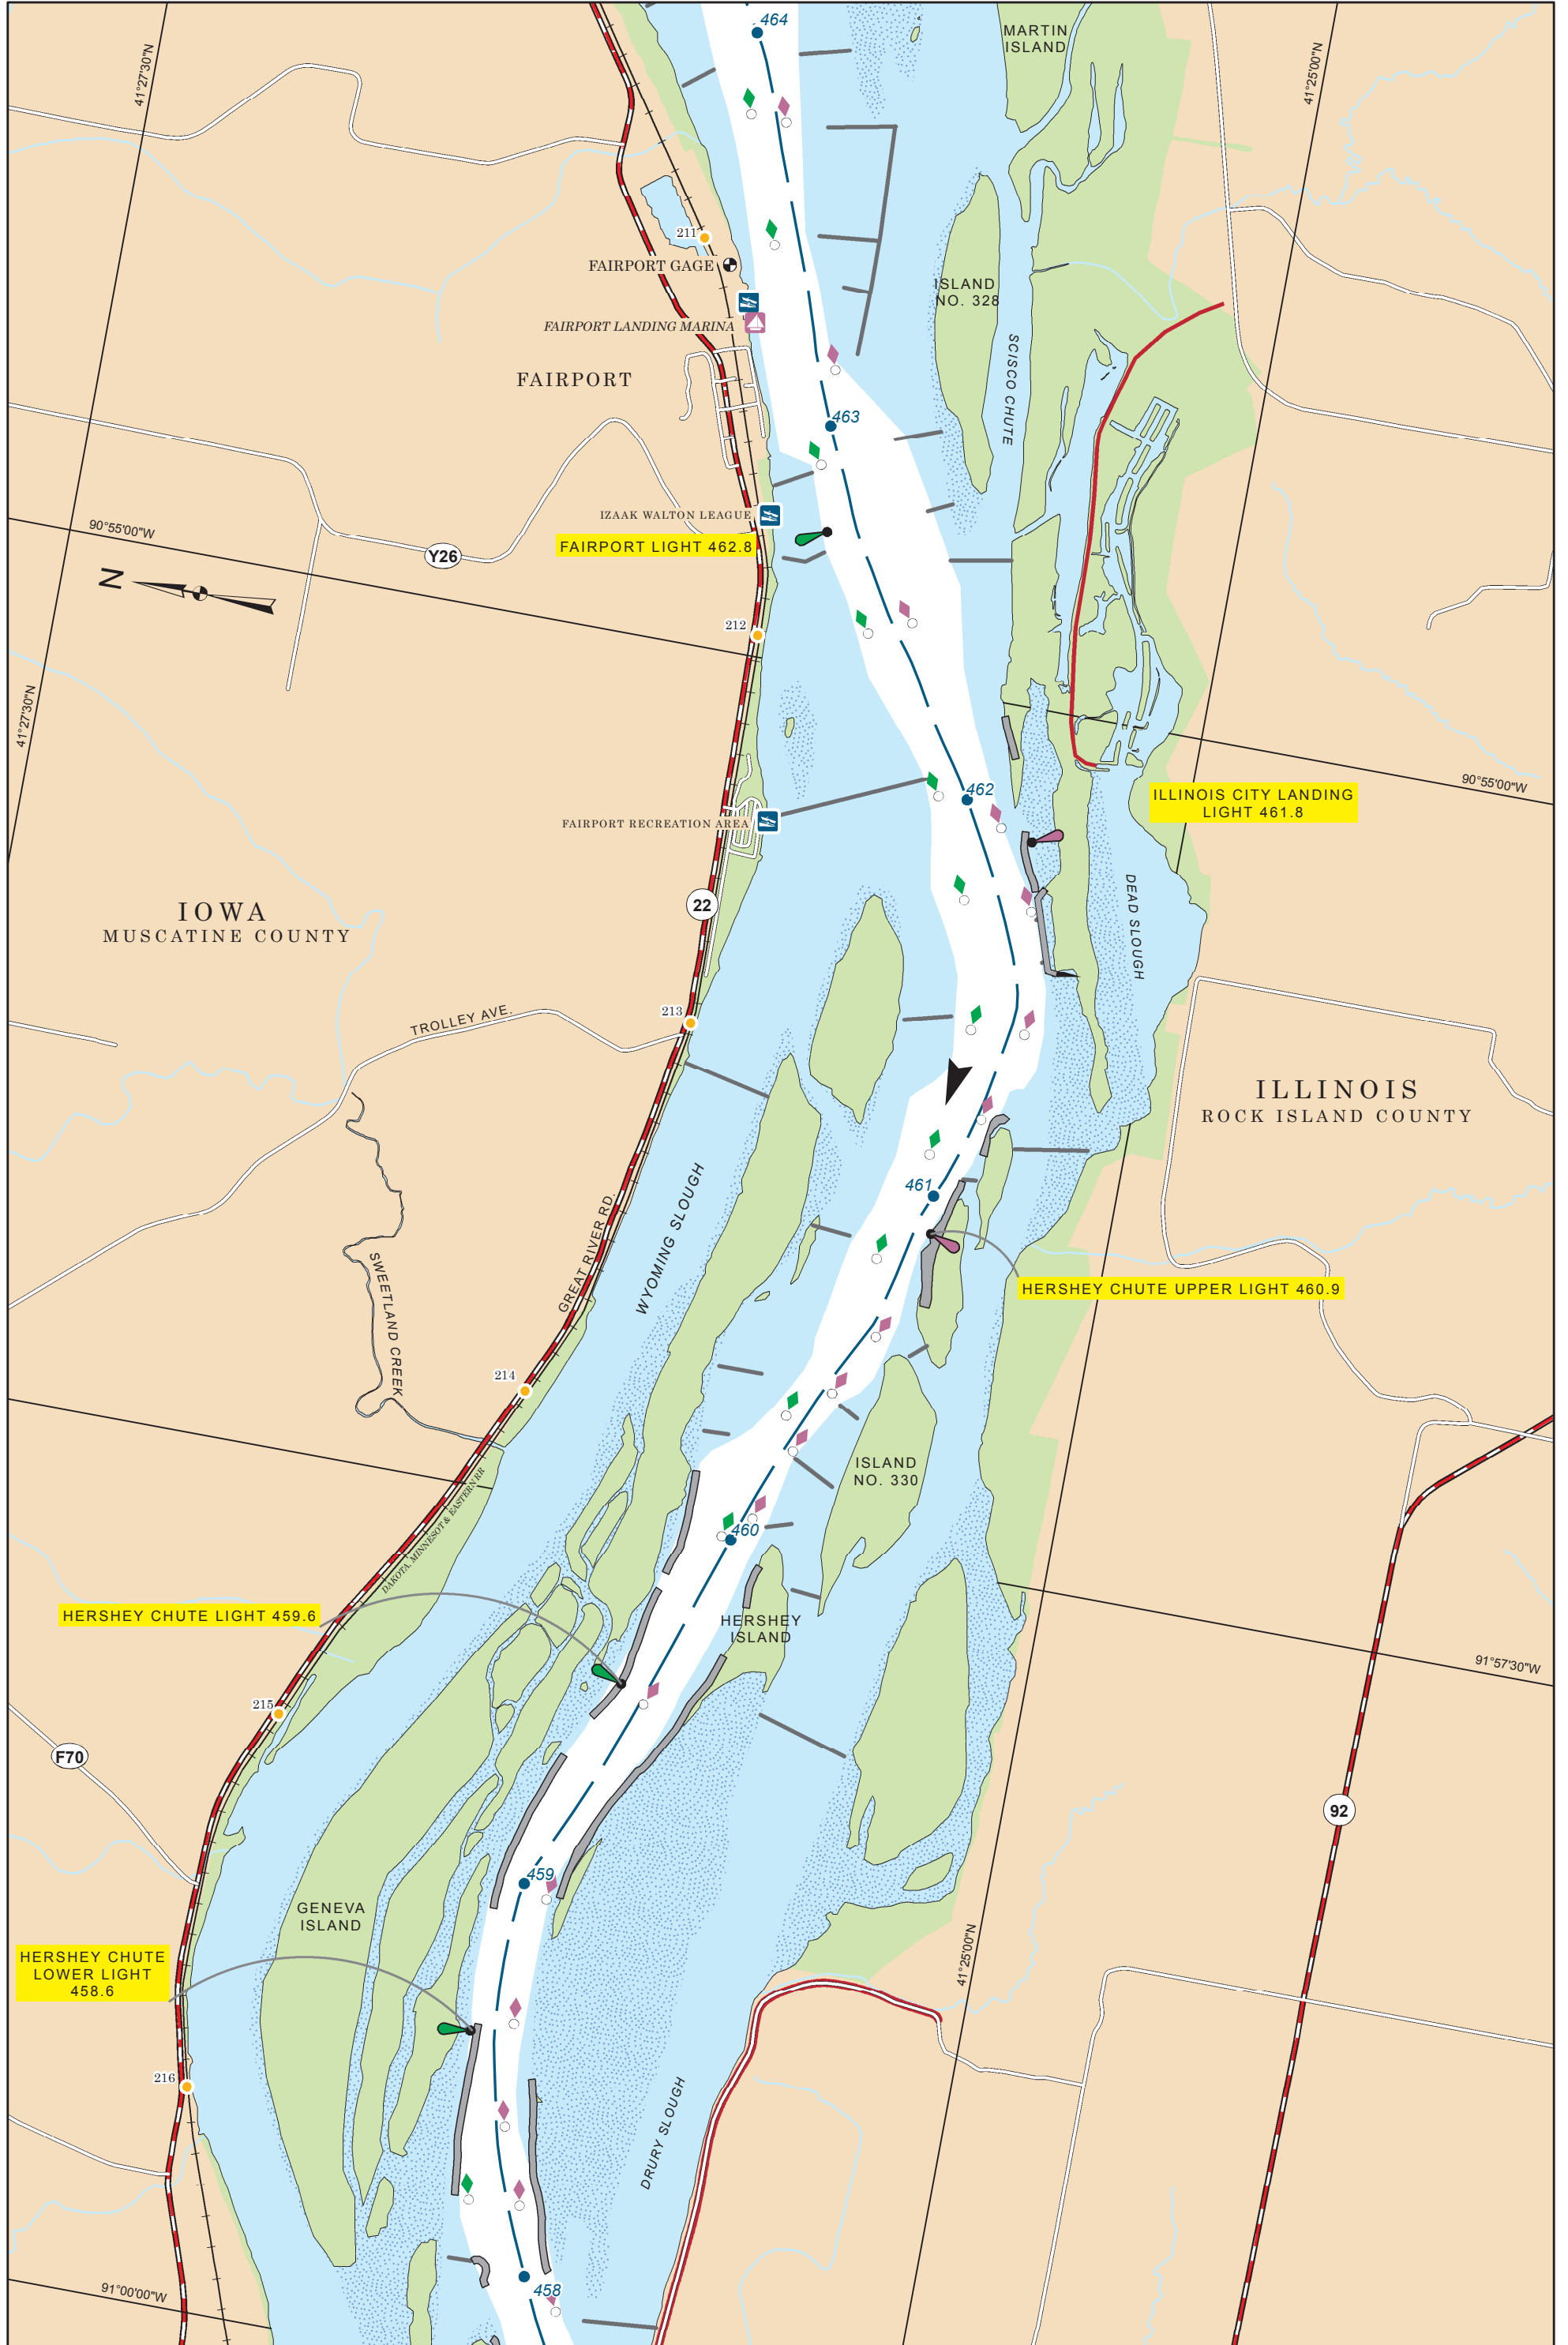 464
MARTIN
ISLAND
41°27'30"N
41°25'00"N
211
FAIRPORT GAGE
ISLAND
NO. 328
FAIRPORT LANDING MARINA
SCISCO CHUTE
FAIRPORT
463
IZAAK WALTON LEAGUE
90°55'00"W
FAIRPORT LIGHT 462.8
Y26
N
212
41°27'30"N
90°55'00"W
462
ILLINOIS CITY LANDING
LIGHT 461.8
FAIRPORT RECREATION AREA
DEAD SLOUGH
22
IOWA
MUSCATINE COUNTY
213
TROLLEY AVE.
ILLINOIS
ROCK ISLAND COUNTY
461
WYOMING SLOUGH
GREAT RIVER RD.
SWEETLAND CREEK
HERSHEY CHUTE UPPER LIGHT 460.9
214
ISLAND
NO. 330
DAKOTA, MINNESOT & EASTERN RR
460
HERSHEY CHUTE LIGHT 459.6
HERSHEY
ISLAND
91°57'30"W
215
F70
92
459
GENEVA
ISLAND
41°25'00"N
HERSHEY CHUTE
LOWER LIGHT
458.6
216
DRURY SLOUGH
91°00'00"W
458